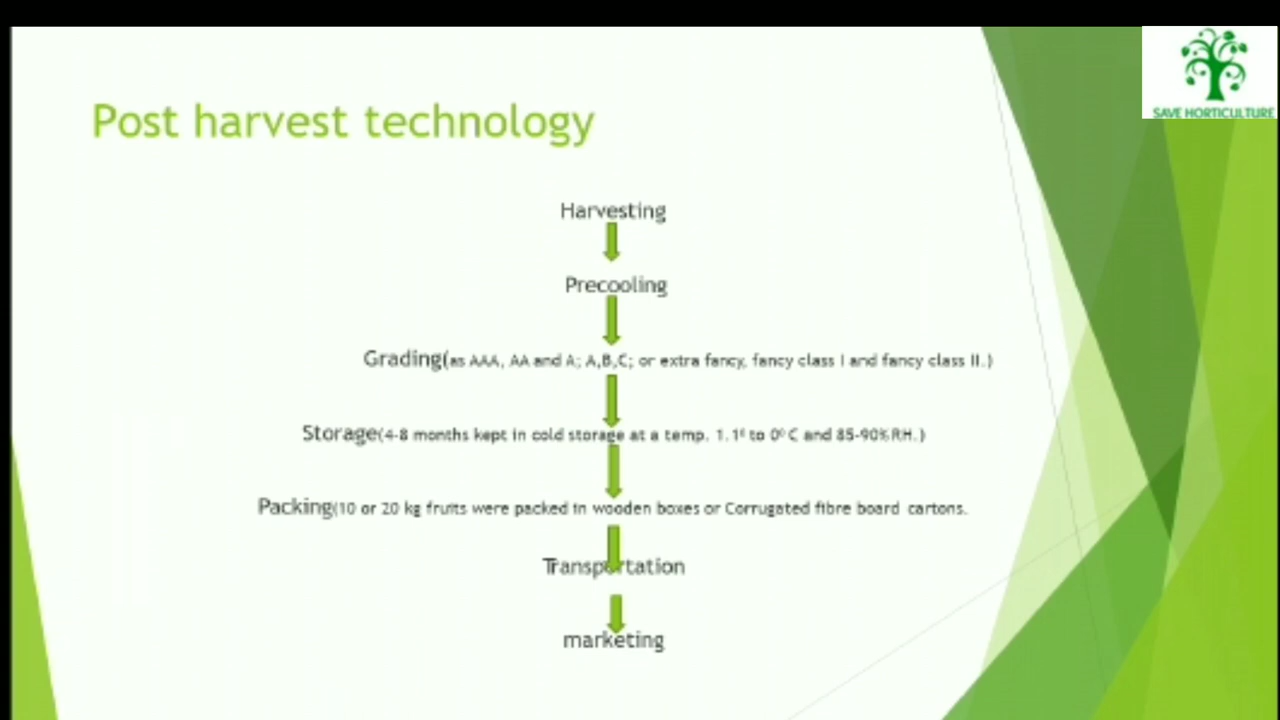 SAVE HORTICULTURE
Post harvest technology
Harvesting
Precooling
Grading(as AAA, AA and A; A,B,C; or extra fancy, fancy class I and fancy class II.)
Storage(4-8 months kept in cold storage at a temp. 1.1⁰ to 0⁰ C and 85-90% RH.)
Packing(10 or 20 kg fruits were packed in wooden boxes or Corrugated fibre board cartons.
Transportation
marketing